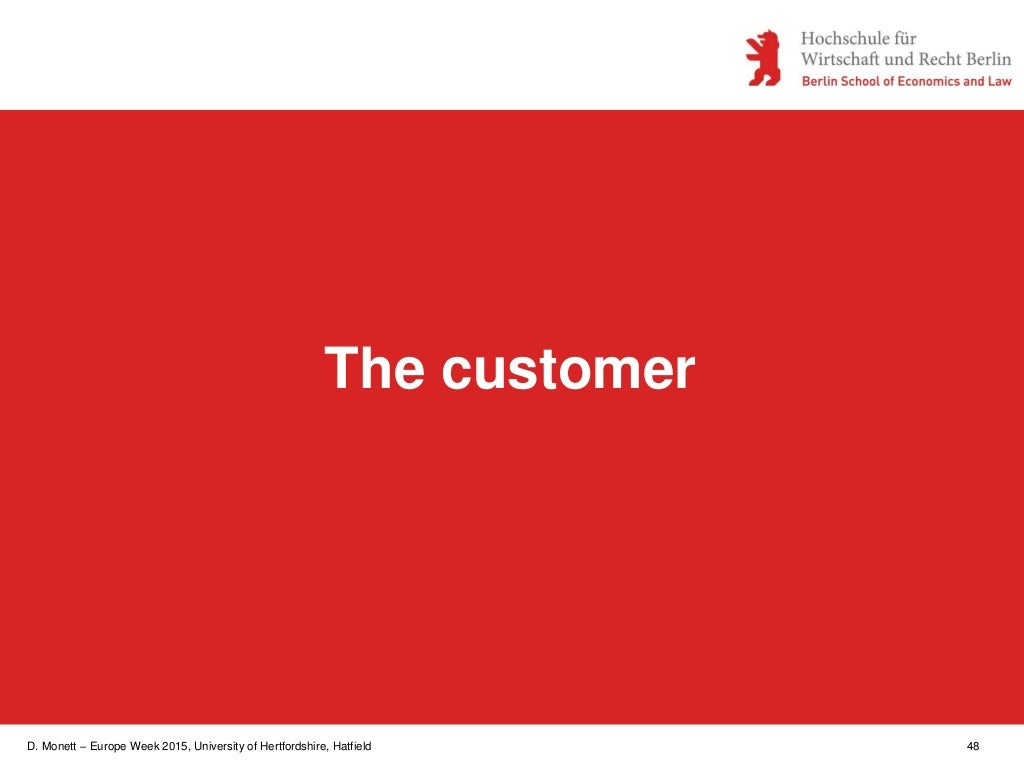 Hochschule für
Wirtschaft und Recht Berlin
Berlin School of Economics and Law
The customer
D. Monett – Europe Week 2015, University of Hertfordshire, Hatfield
48